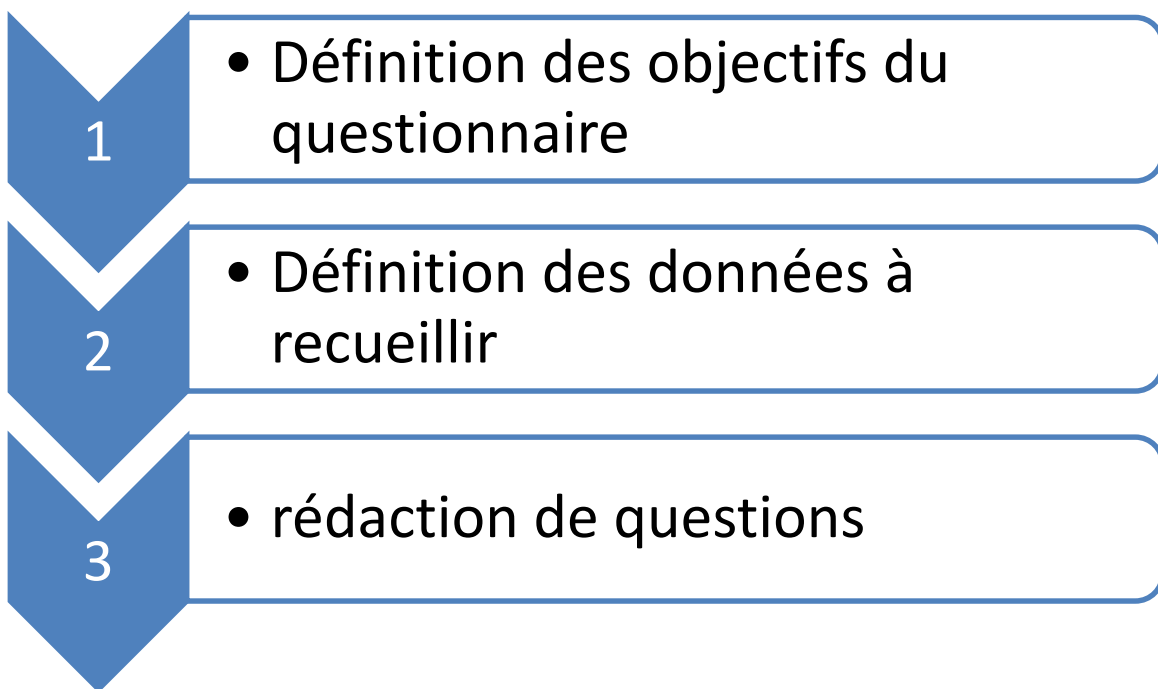 1
• Définition des objectifs du
questionnaire
2
• Définition des données à
recueillir
3
• rédaction de questions